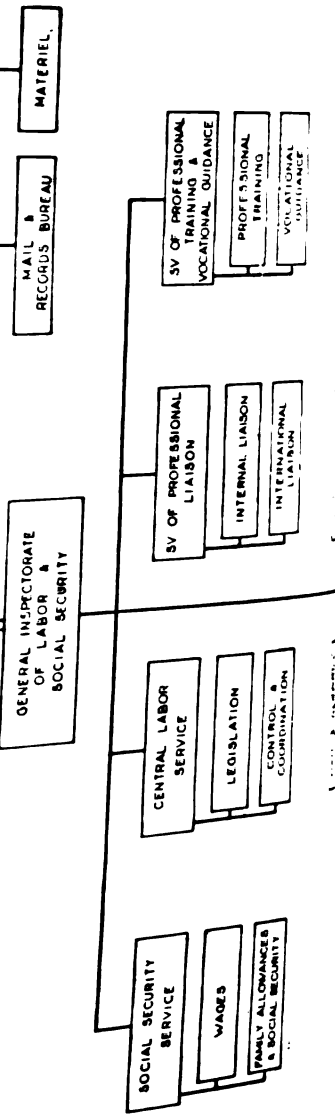 MAIL &
RECORDS BUREAU
MATERIEL,
GENERAL INSPECTORATE
OF LABOR &
SOCIAL SECURITY
SOCIAL SECURITY
SERVICE
WAGES
FAMILY ALLOWANCES
& SOCIAL SECURITY
CENTRAL LABOR
SERVICE
LEGISLATION
CONTROL &
COORDINATION
SV OF PROFESSIONAL
LIAISON
INTERNAL LIAISON
INTERNATIONAL
LIAISON
SV OF PROFESSIONAL
TRAINING &
VOCATIONAL GUIDANCE
PROFESSIONAL
TRAINING
VOCATIONAL
GUIDANCE